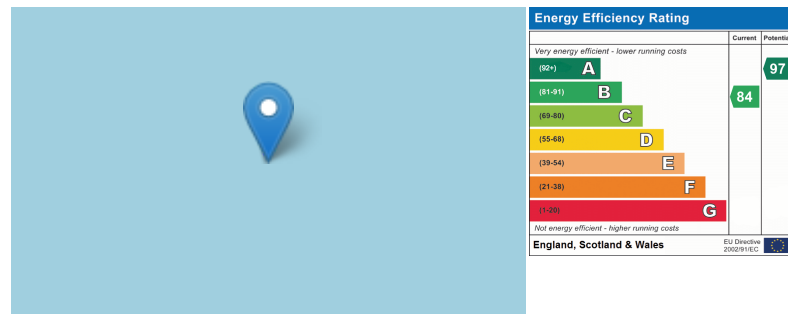 Energy Efficiency Rating
Current Potentia
Very energy efficient - lower running costs
(92+) A 97
(81-91) B 84
(69-80) C
(55-68) D
(39-54) E
(21-38) F
(1-20) G
Not energy efficient - higher running costs
England, Scotland & Wales
EU Directive
2002/91/EC